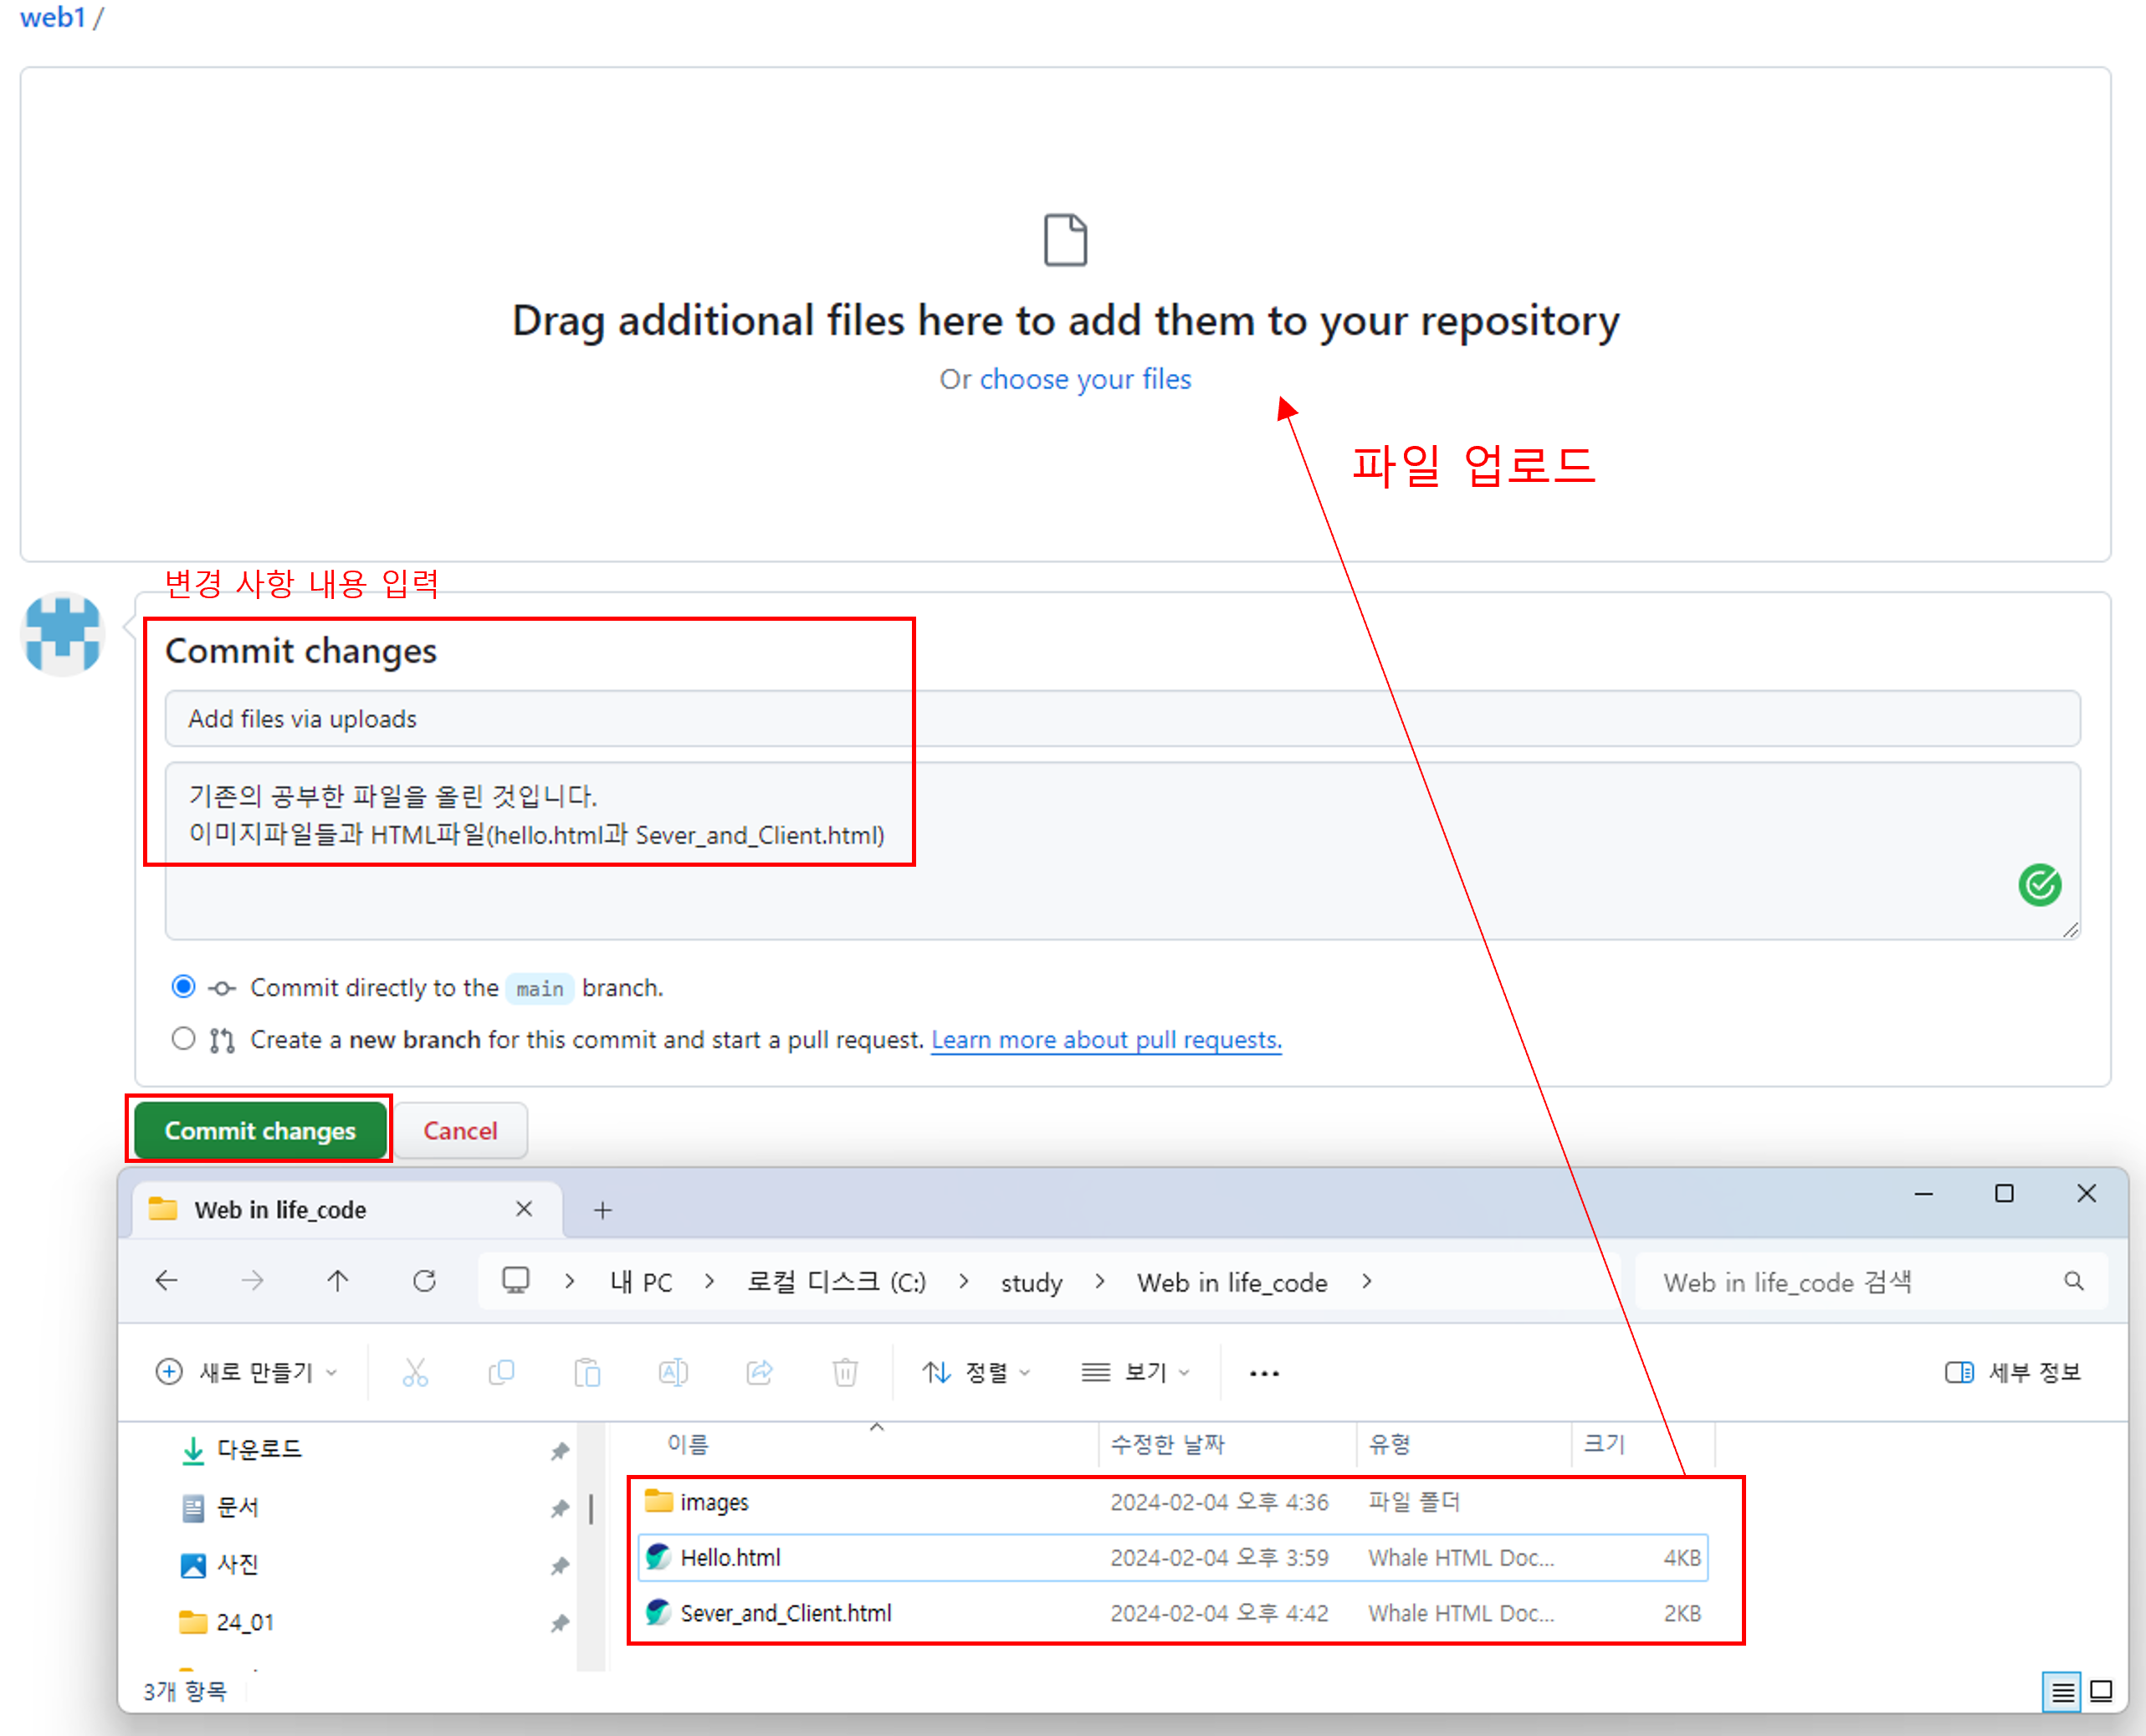 web1 /
Drag additional files here to add them to your repository
Or choose your files
파일 업로드
변경 사항 내용 입력
Commit changes
Add files via uploads
기존의 공부한 파일을 올린 것입니다.
이미지파일들과 HTML파일(hello.html과 Sever_and_Client.html)
Commit directly to the main branch.
Create a new branch for this commit and start a pull request. Learn more about pull requests.
Commit changes Cancel
Web in life_code
내 PC 로컬 디스크 (C:) study Web in life_code Web in life_code 검색
새로 만들기 정렬 보기 세부 정보
이름 수정한 날짜 유형 크기
다운로드
문서
사진
24_01
images 2024-02-04 오후 4:36 파일 폴더
Hello.html 2024-02-04 오후 3:59 Whale HTML Doc... 4KB
Sever_and_Client.html 2024-02-04 오후 4:42 Whale HTML Doc... 2KB
3개 항목